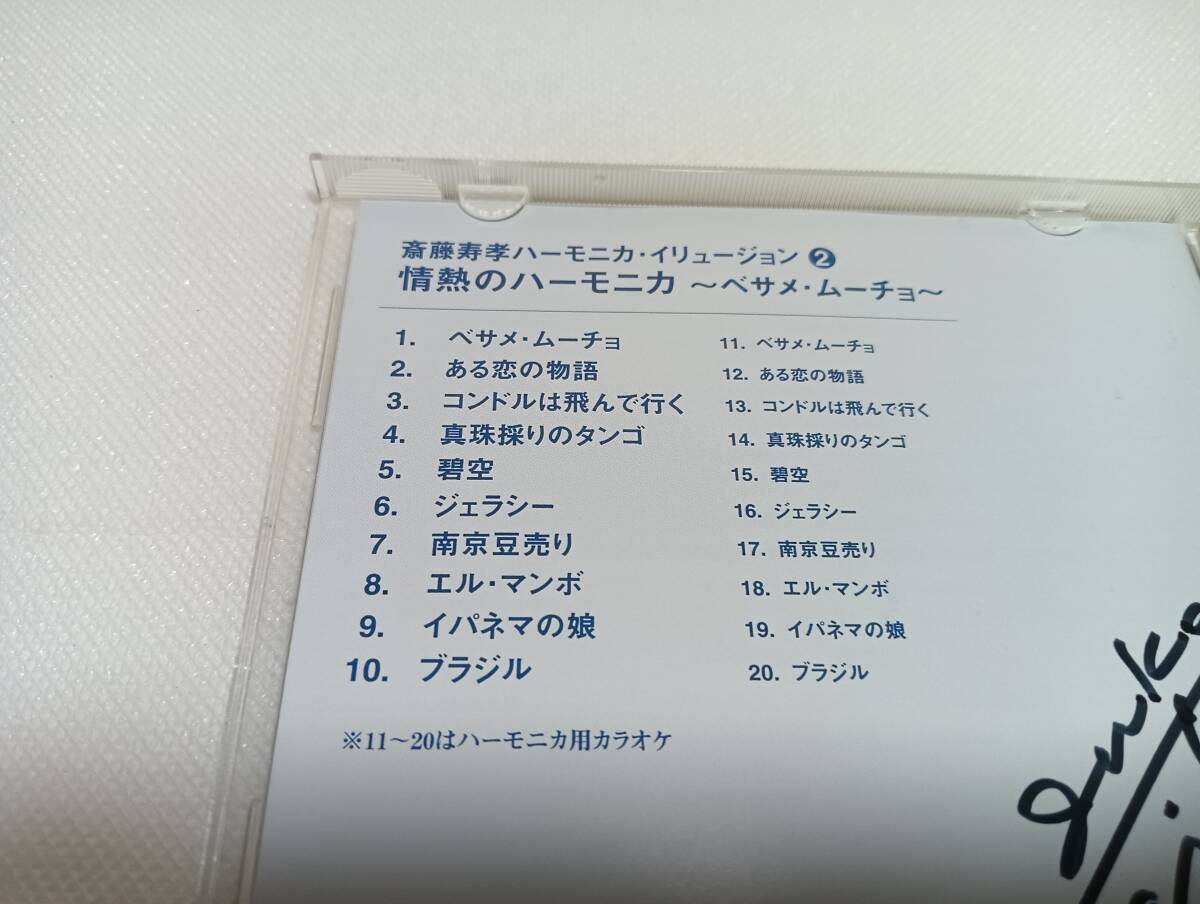 斎藤寿孝ハーモニカ・イリュージョン❷
情熱のハーモニカ ～ベサメ・ムーチョ～
1. ベサメ・ムーチョ
2. ある恋の物語
3. コンドルは飛んで行く
4. 真珠採りのタンゴ
5. 碧空
6. ジェラシー
7. 南京豆売り
8. エル・マンボ
9. イパネマの娘
10. ブラジル
11. ベサメ・ムーチョ
12. ある恋の物語
13. コンドルは飛んで行く
14. 真珠採りのタンゴ
15. 碧空
16. ジェラシー
17. 南京豆売り
18. エル・マンボ
19. イパネマの娘
20. ブラジル
※11～20はハーモニカ用カラオケ